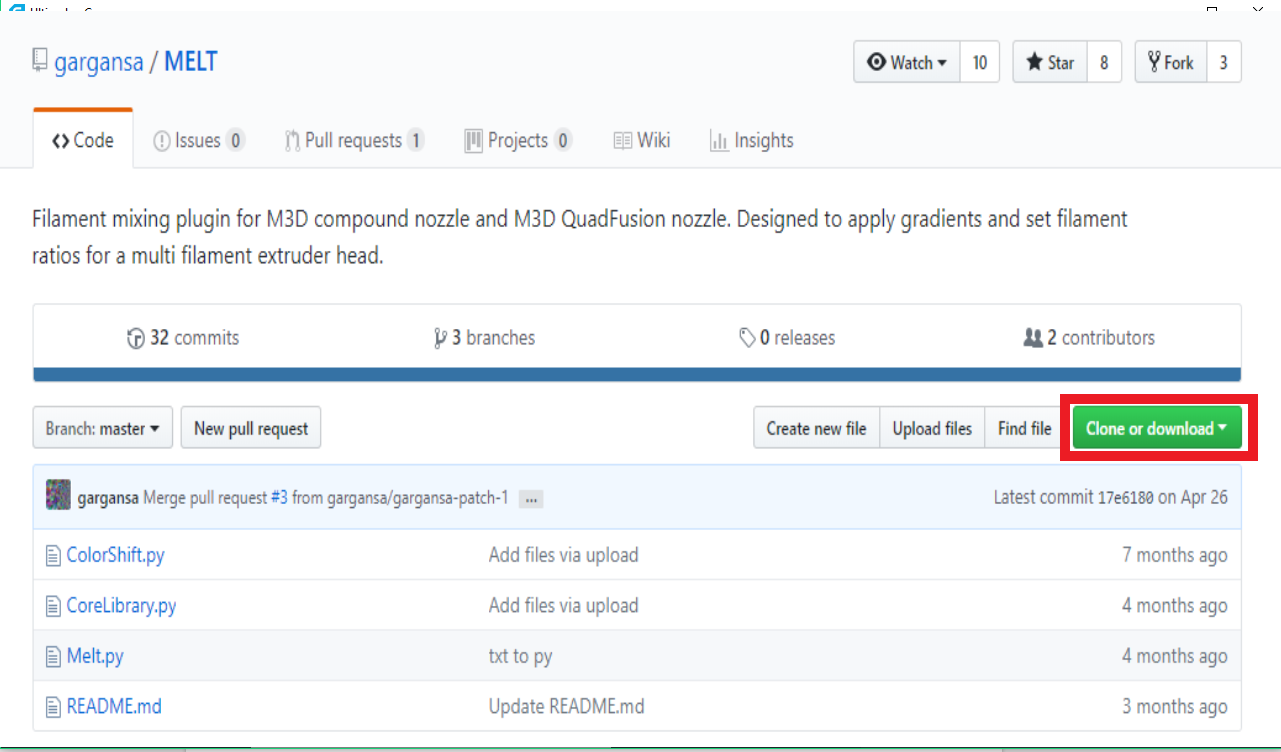 gargansa / MELT
Watch 10 Star 8 Fork 3
Code Issues 0 Pull requests 1 Projects 0 Wiki Insights
Filament mixing plugin for M3D compound nozzle and M3D QuadFusion nozzle. Designed to apply gradients and set filament
ratios for a multi filament extruder head.
32 commits 3 branches 0 releases 2 contributors
Branch: master New pull request Create new file Upload files Find file Clone or download
gargansa Merge pull request #3 from gargansa/gargansa-patch-1 ... Latest commit 17e6180 on Apr 26
ColorShift.py Add files via upload 7 months ago
CoreLibrary.py Add files via upload 4 months ago
Melt.py txt to py 4 months ago
README.md Update README.md 3 months ago